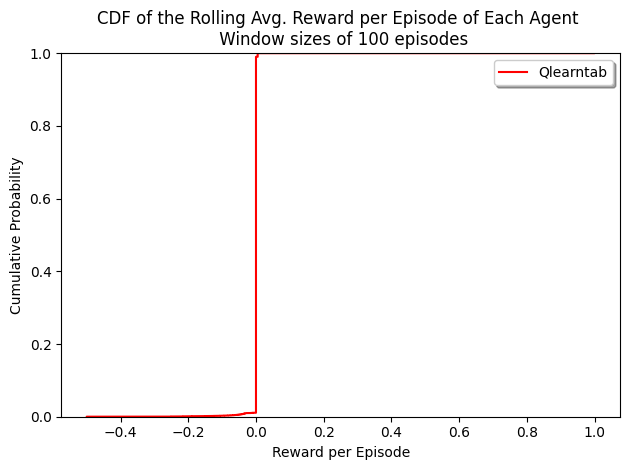 CDF of the Rolling Avg. Reward per Episode of Each Agent
Window sizes of 100 episodes
Qlearntab
Cumulative Probability
1.0
0.8
0.6
0.4
0.2
0.0
−0.4 −0.2 0.0 0.2 0.4 0.6 0.8 1.0
Reward per Episode